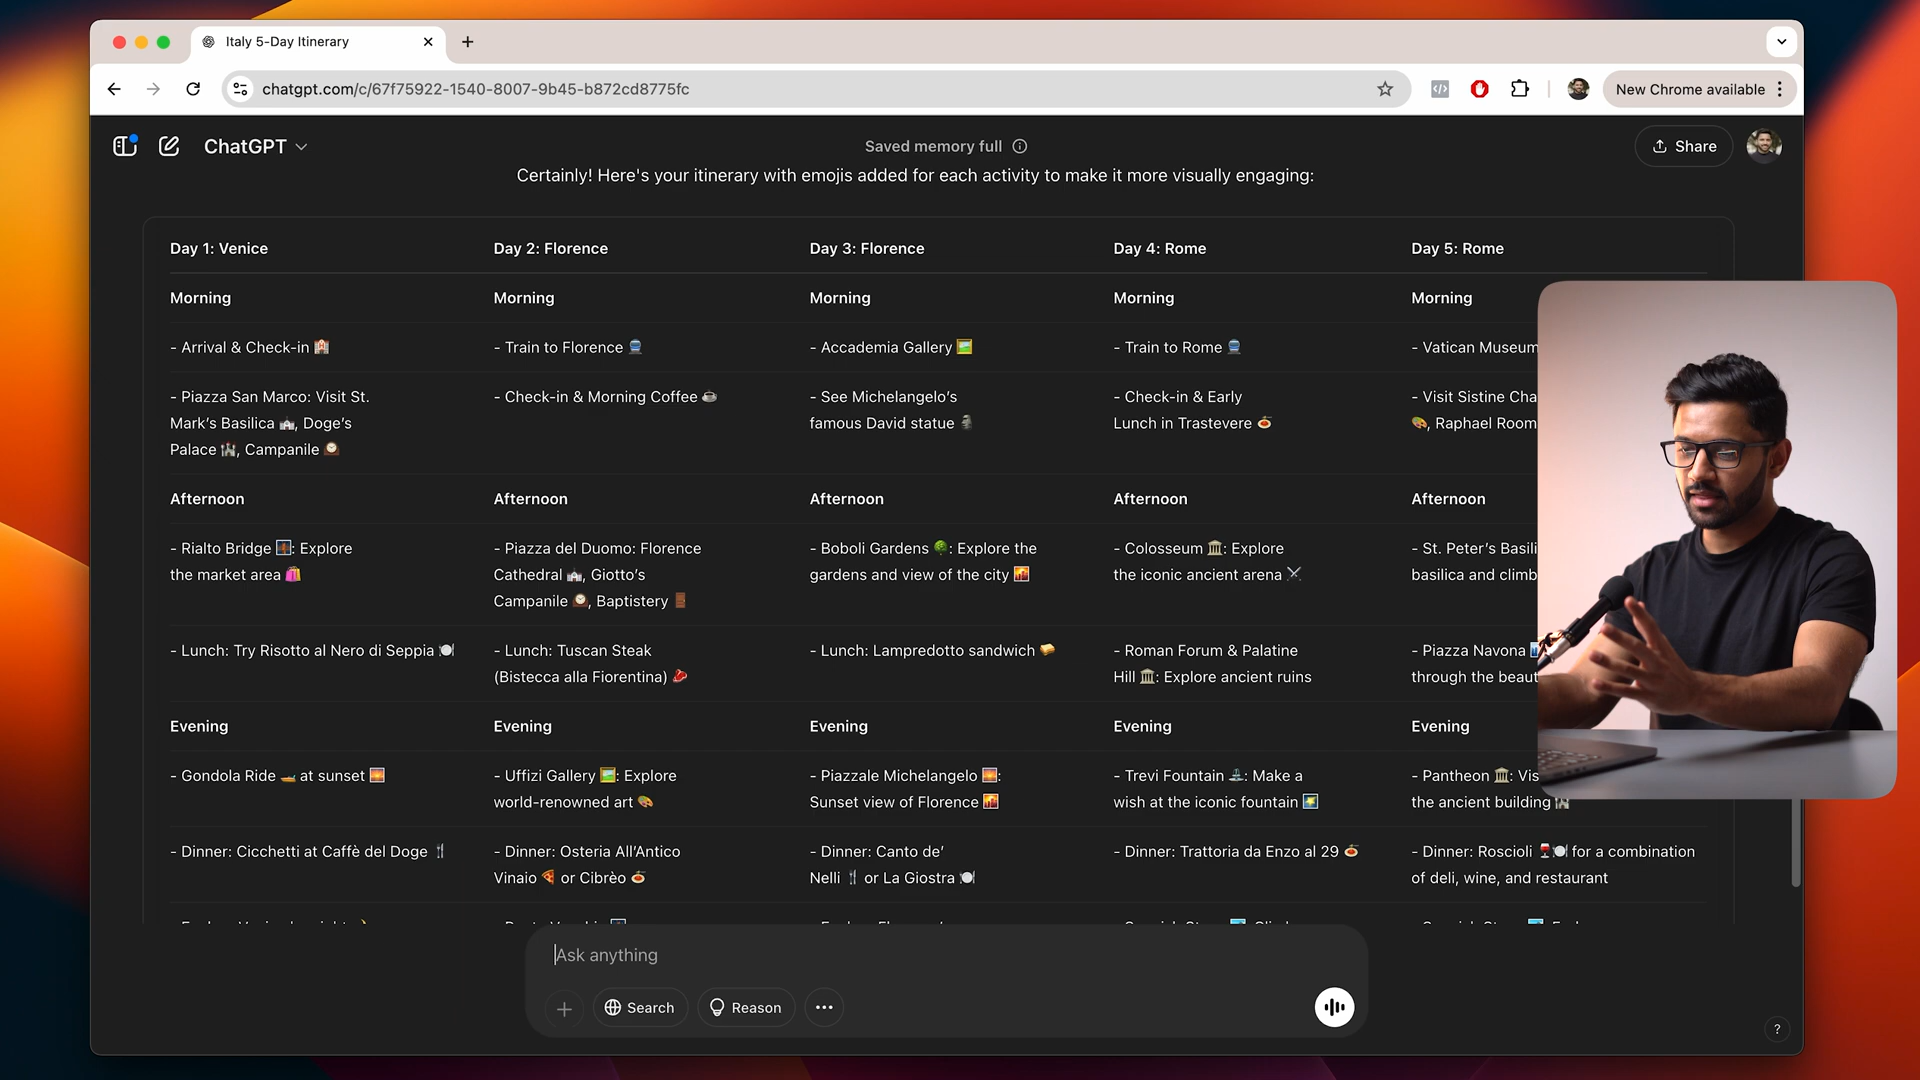 Italy 5-Day Itinerary
chatgpt.com/c/67f75922-1540-8007-9b45-b872cd8775fc
New Chrome available
ChatGPT
Saved memory full
Share
Certainly! Here's your itinerary with emojis added for each activity to make it more visually engaging:
Day 1: Venice Day 2: Florence Day 3: Florence Day 4: Rome Day 5: Rome
Morning Morning Morning Morning Morning
- Arrival & Check-in 🏨 - Train to Florence 🚆 - Accademia Gallery 🖼️ - Train to Rome 🚆 - Vatican Museum
- Piazza San Marco: Visit St. - Check-in & Morning Coffee ☕ - See Michelangelo's - Check-in & Early - Visit Sistine Cha
Mark's Basilica ⛪, Doge's famous David statue 🗿 Lunch in Trastevere 🍝 🎨, Raphael Room
Palace 🏰, Campanile 🕰️
Afternoon Afternoon Afternoon Afternoon Afternoon
- Rialto Bridge 🌉: Explore - Piazza del Duomo: Florence - Boboli Gardens 🌳: Explore the - Colosseum 🏛️: Explore - St. Peter's Basili
the market area 🛍️ Cathedral ⛪, Giotto's gardens and view of the city 🌇 the iconic ancient arena ⚔️ basilica and climb
Campanile 🕰️, Baptistery 🚪
- Lunch: Try Risotto al Nero di Seppia 🍽️ - Lunch: Tuscan Steak - Lunch: Lampredotto sandwich 🥪 - Roman Forum & Palatine - Piazza Navona
(Bistecca alla Fiorentina) 🥩 Hill 🏛️: Explore ancient ruins through the beaut
Evening Evening Evening Evening Evening
- Gondola Ride 🛶 at sunset 🌅 - Uffizi Gallery 🖼️: Explore - Piazzale Michelangelo 🌅: - Trevi Fountain ⛲: Make a - Pantheon 🏛️: Vis
world-renowned art 🎨 Sunset view of Florence 🌇 wish at the iconic fountain 🌠 the ancient building 🏰
- Dinner: Cicchetti at Caffè del Doge 🍴 - Dinner: Osteria All'Antico - Dinner: Canto de' - Dinner: Trattoria da Enzo al 29 🍝 - Dinner: Roscioli 🍷🍽️ for a combination
Vinaio 🍕 or Cibrèo 🍝 Nelli 🍴 or La Giostra 🍽️ of deli, wine, and restaurant
Ask anything
Search
Reason
?